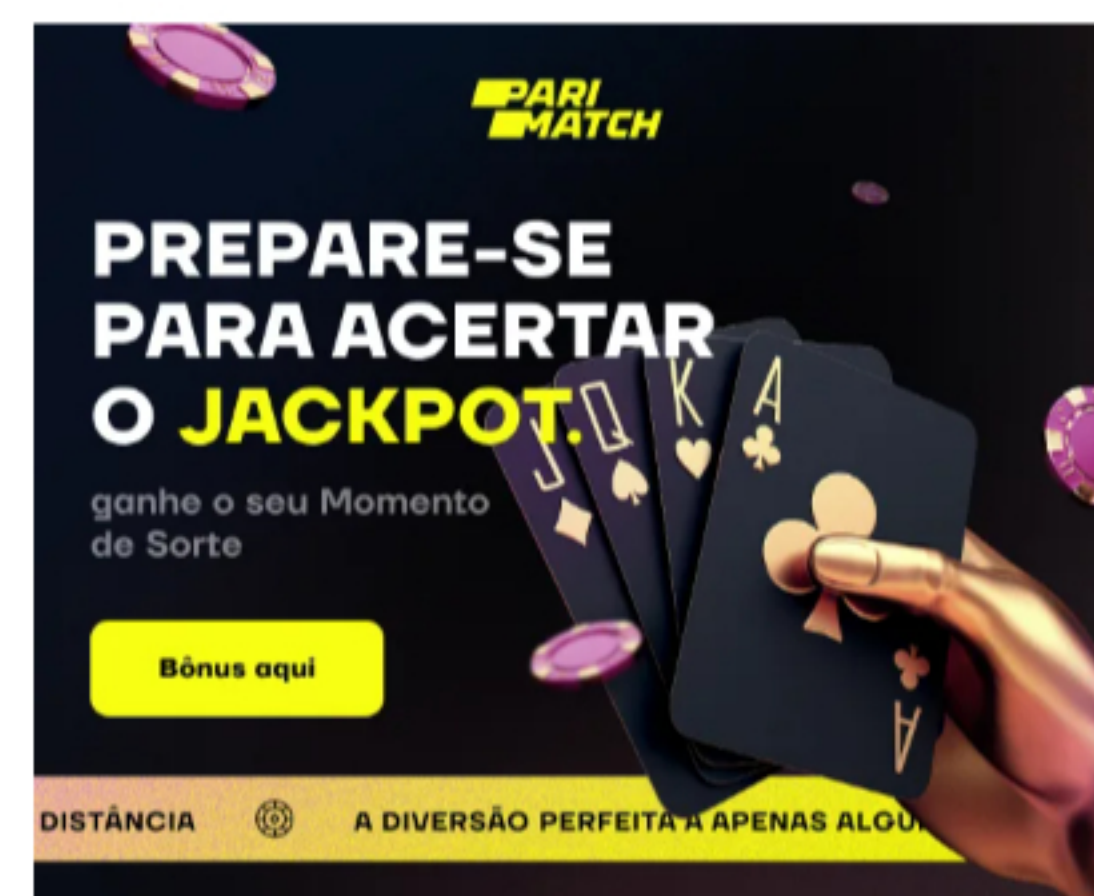 PARI
MATCH
PREPARE-SE
PARA ACERTAR
O JACKPOT.
ganhe o seu Momento
de Sorte
J
Q
K
A
Bônus aqui
A
DISTÂNCIA
A DIVERSÃO PERFEITA A APENAS